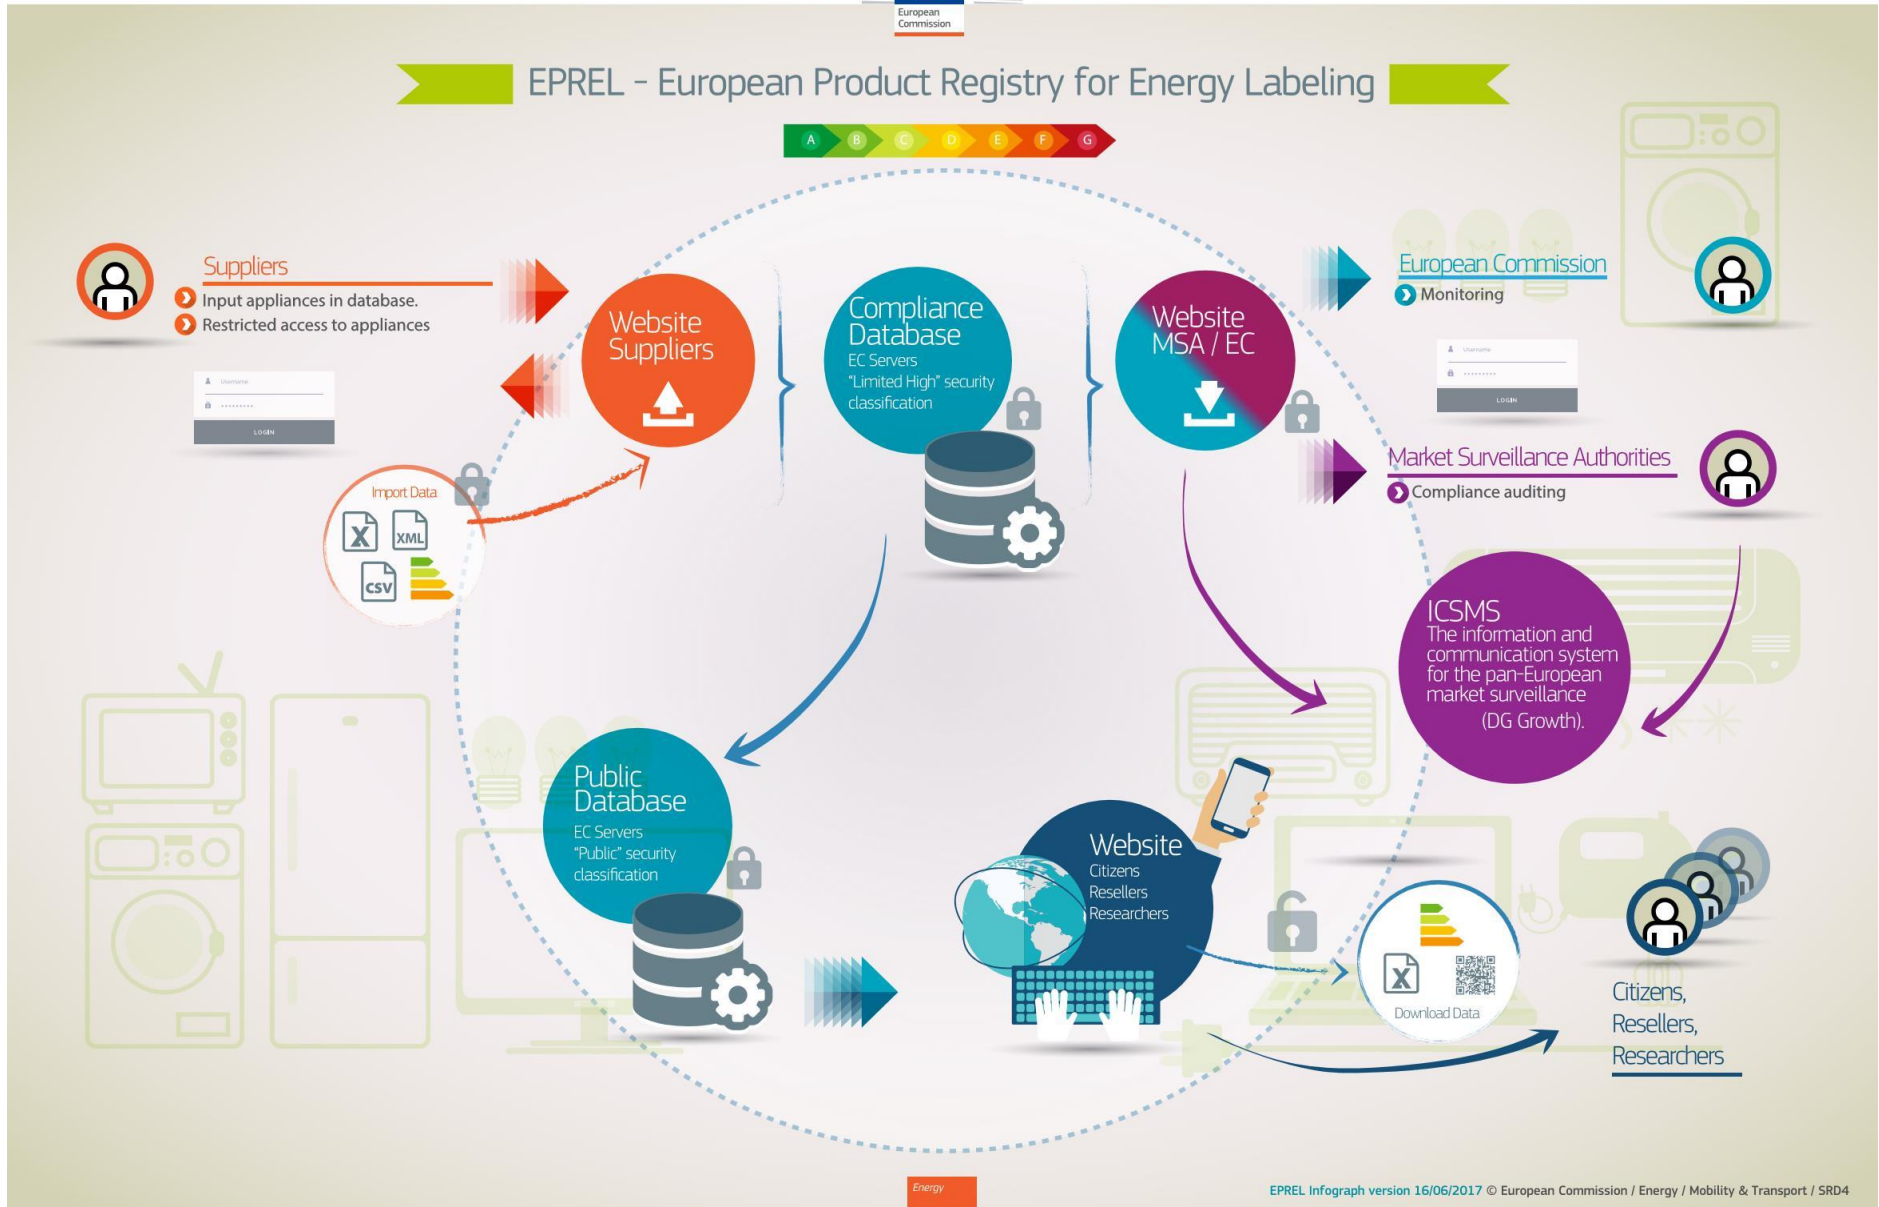 European
Commission
EPREL - European Product Registry for Energy Labeling
A B C D E F G
Suppliers
Input appliances in database.
Restricted access to appliances
Username
LOGIN
Import Data
X
XML
CSV
Website
Suppliers
Compliance
Database
EC Servers
"Limited High" security
classification
Website
MSA / EC
European Commission
Monitoring
Username
LOGIN
Market Surveillance Authorities
Compliance auditing
ICSMS
The information and
communication system
for the pan-European
market surveillance
(DG Growth).
Public
Database
EC Servers
"Public" security
classification
Website
Citizens
Resellers
Researchers
X
Download Data
Citizens,
Resellers,
Researchers
Energy
EPREL Infograph version 16/06/2017 © European Commission / Energy / Mobility & Transport / SRD4